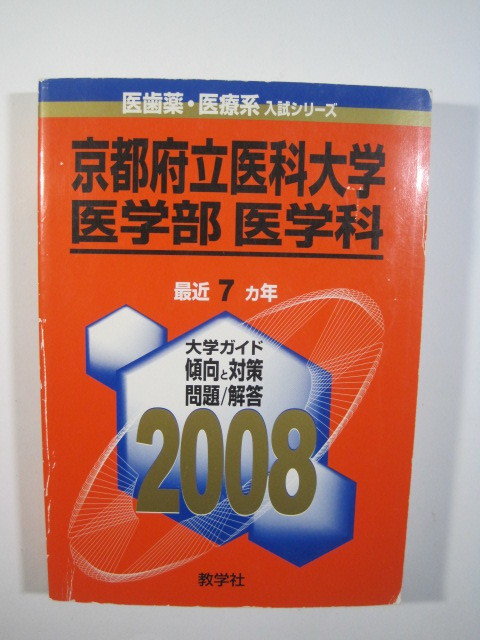 医歯薬・医療系 入試シリーズ
京都府立医科大学
医学部 医学科
最近 7 カ年
大学ガイド
傾向と対策
問題/解答
2008
教学社